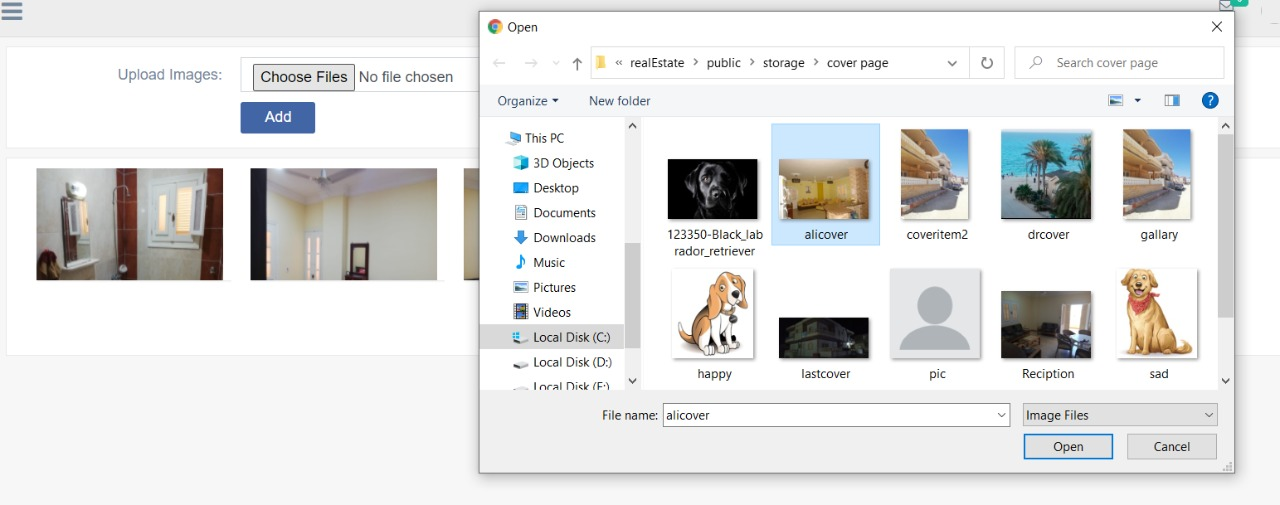 Upload Images:
Choose Files No file chosen
Add
Open
« realEstate > public > storage > cover page
Search cover page
Organize
New folder
This PC
3D Objects
Desktop
Documents
Downloads
Music
Pictures
Videos
Local Disk (C:)
Local Disk (D:)
Local Disk (E:)
123350-Black_lab
rador_retriever
alicover
coveritem2
drcover
gallary
happy
lastcover
pic
Reciption
sad
File name: alicover
Image Files
Open
Cancel